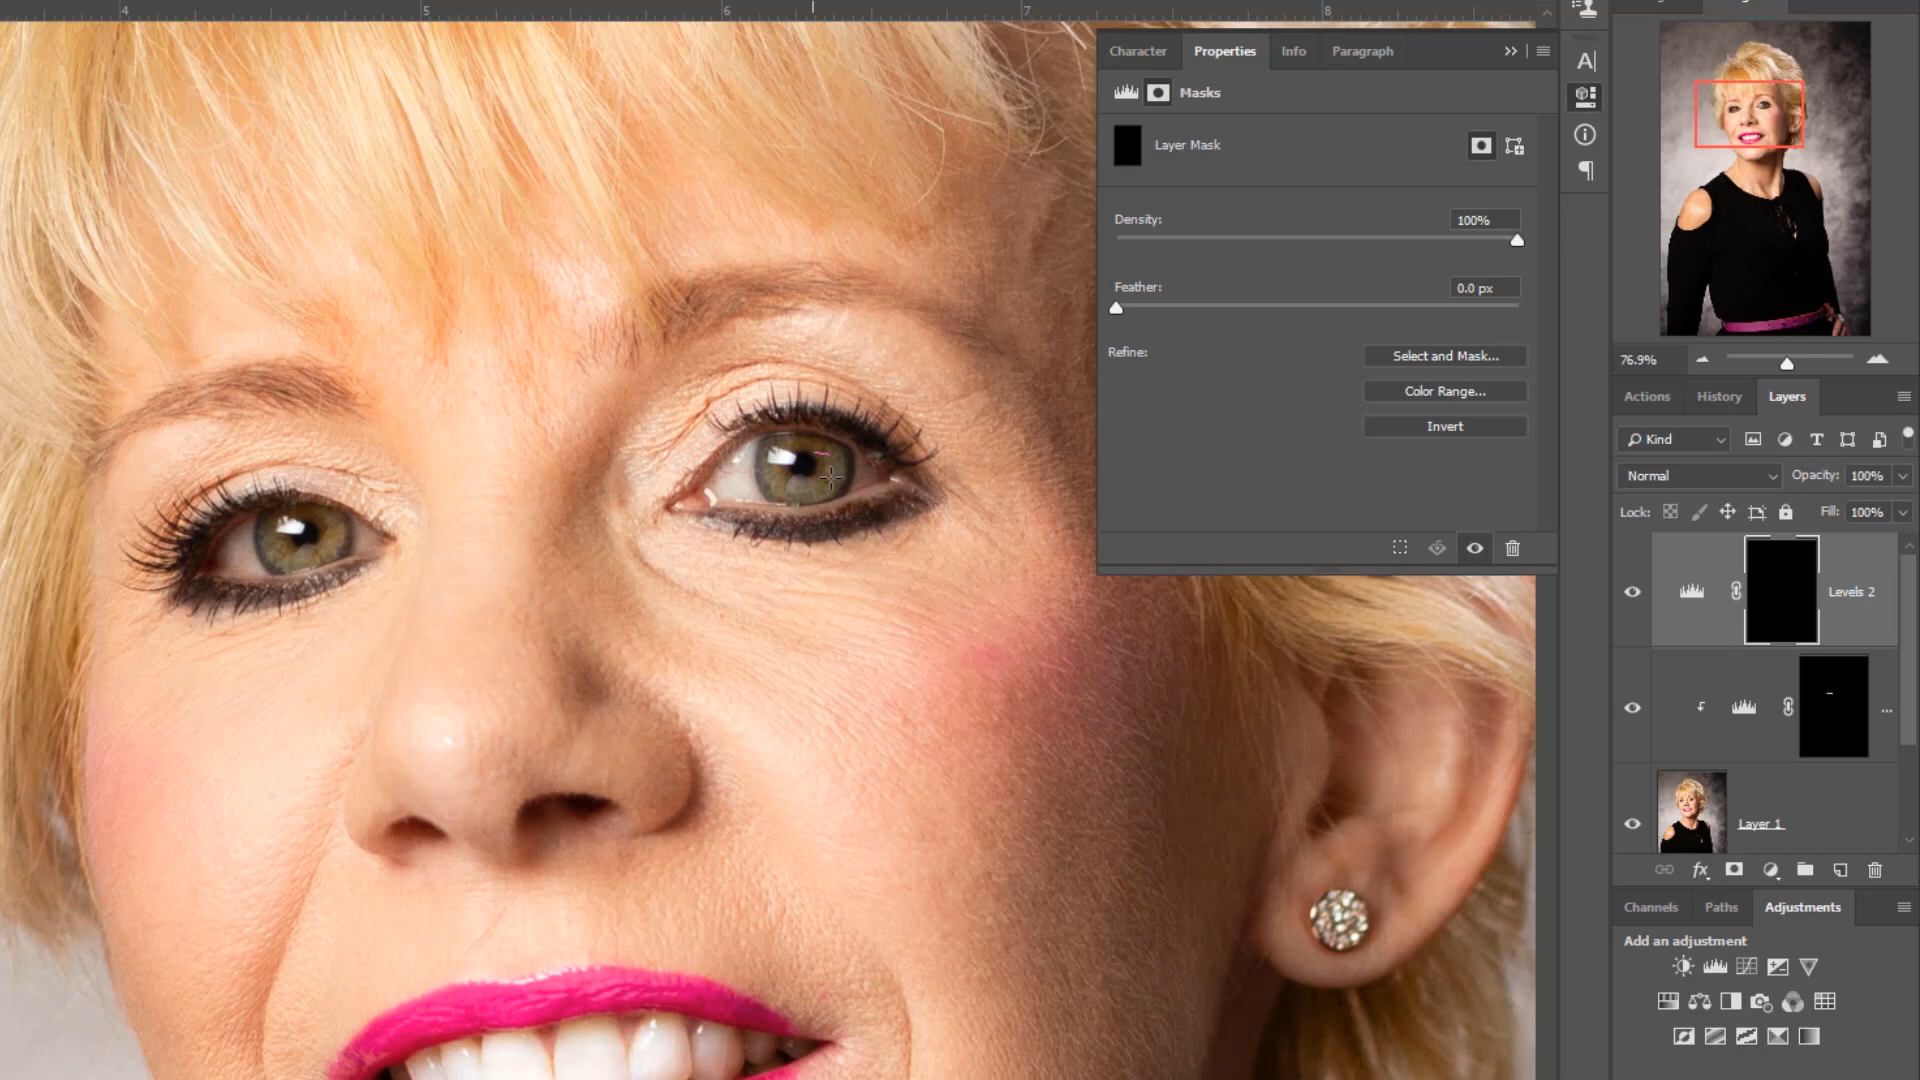 4 5 6 7 8
Character Properties Info Paragraph
Masks
Layer Mask
Density: 100%
Feather: 0.0 px
Refine: Select and Mask...
Color Range...
Invert
76.9%
Actions History Layers
Kind
Normal Opacity: 100%
Lock: Fill: 100%
Levels 2
...
Layer 1
Channels Paths Adjustments
Add an adjustment